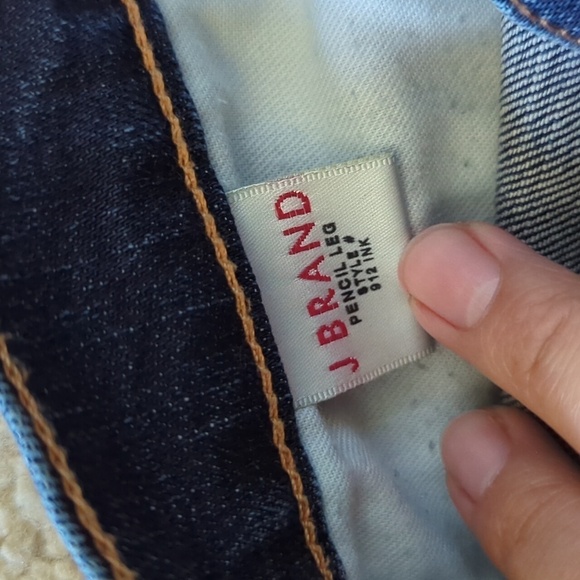 J BRAND
PENCIL LEG
STYLE#
912 INK